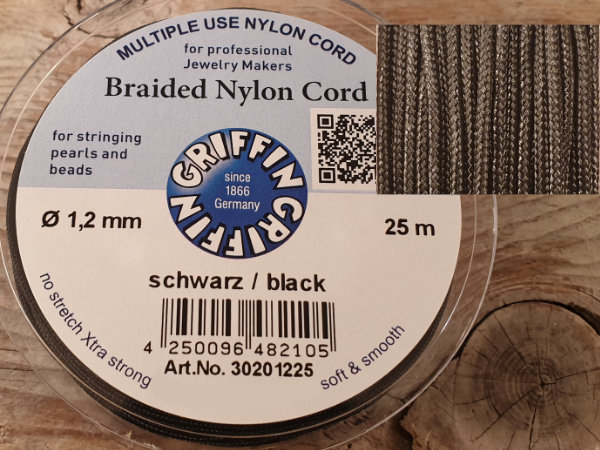 MULTIPLE USE NYLON CORD
for professional
Jewelry Makers
Braided Nylon Cord
for stringing
pearls and
beads
GRIFFIN GRIFFIN
since
1866
Germany
Ø 1,2 mm
25 m
schwarz / black
4 250096 482105
Art.No. 30201225
no stretch Xtra strong
soft & smooth